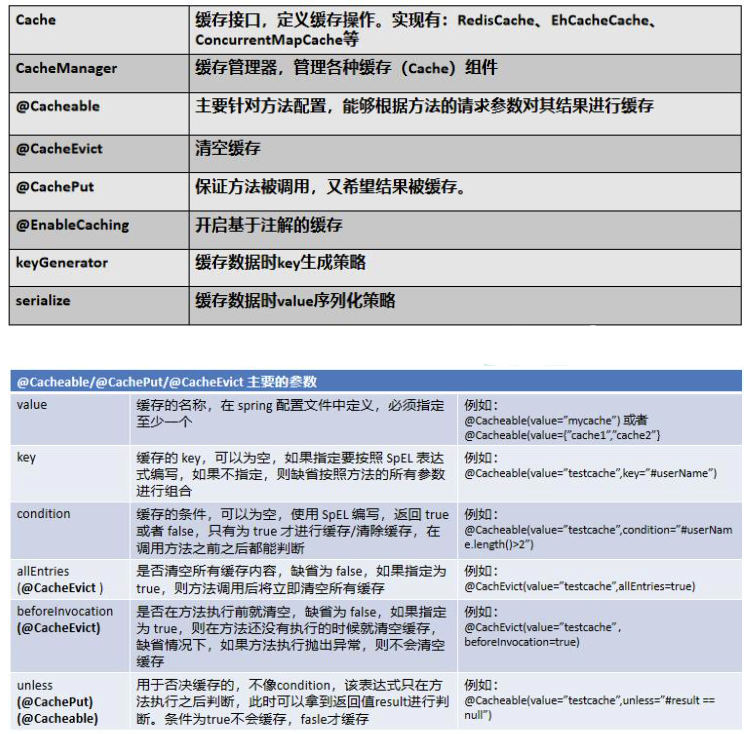 Cache
缓存接口，定义缓存操作。实现有：RedisCache、EhCacheCache、
ConcurrentMapCache等
CacheManager
缓存管理器，管理各种缓存（Cache）组件
@Cacheable
主要针对方法配置，能够根据方法的请求参数对其结果进行缓存
@CacheEvict
清空缓存
@CachePut
保证方法被调用，又希望结果被缓存。
@EnableCaching
开启基于注解的缓存
keyGenerator
缓存数据时key生成策略
serialize
缓存数据时value序列化策略
@Cacheable/@CachePut/@CacheEvict 主要的参数
value
缓存的名称，在 spring 配置文件中定义，必须指定
至少一个
例如：
@Cacheable(value=”mycache”) 或者
@Cacheable(value={”cache1”,”cache2”}
key
缓存的 key，可以为空，如果指定要按照 SpEL 表达
式编写，如果不指定，则缺省按照方法的所有参数
进行组合
例如：
@Cacheable(value=”testcache”,key=”#userName”)
condition
缓存的条件，可以为空，使用 SpEL 编写，返回 true
或者 false，只有为 true 才进行缓存/清除缓存，在
调用方法之前之后都能判断
例如：
@Cacheable(value=”testcache”,condition=”#userNam
e.length()>2”)
allEntries
(@CacheEvict )
是否清空所有缓存内容，缺省为 false，如果指定为
true，则方法调用后将立即清空所有缓存
例如：
@CachEvict(value=”testcache”,allEntries=true)
beforeInvocation
(@CacheEvict)
是否在方法执行前就清空，缺省为 false，如果指定
为 true，则在方法还没有执行的时候就清空缓存，
缺省情况下，如果方法执行抛出异常，则不会清空
缓存
例如：
@CachEvict(value=”testcache”，
beforeInvocation=true)
unless
(@CachePut)
(@Cacheable)
用于否决缓存的，不像condition，该表达式只在方
法执行之后判断，此时可以拿到返回值result进行判
断。条件为true不会缓存，fasle才缓存
例如：
@Cacheable(value=”testcache”,unless=”#result ==
null”)